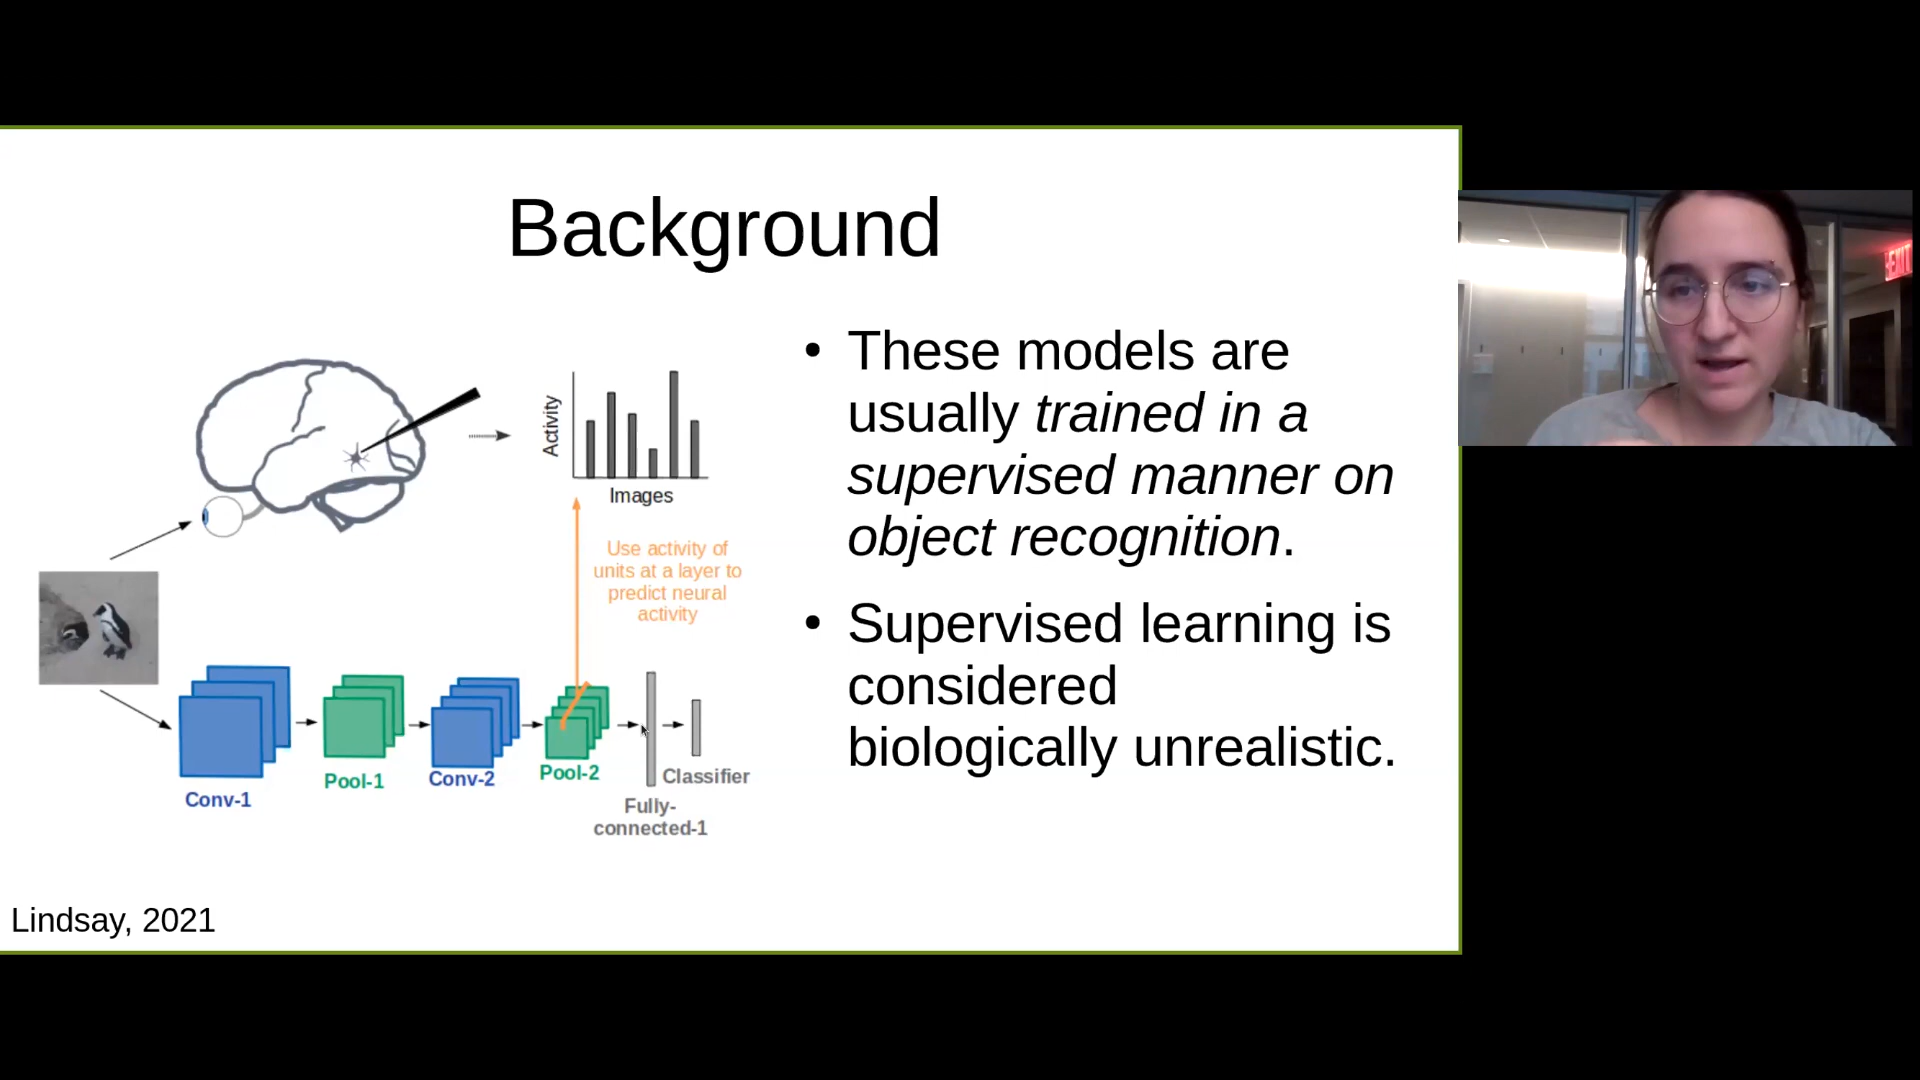 Background
• These models are
usually trained in a
supervised manner on
object recognition.
• Supervised learning is
considered
biologically unrealistic.
Activity
Images
Use activity of
units at a layer to
predict neural
activity
Conv-1
Pool-1
Conv-2
Pool-2
Fully-
connected-1
Classifier
Lindsay, 2021
EXIT